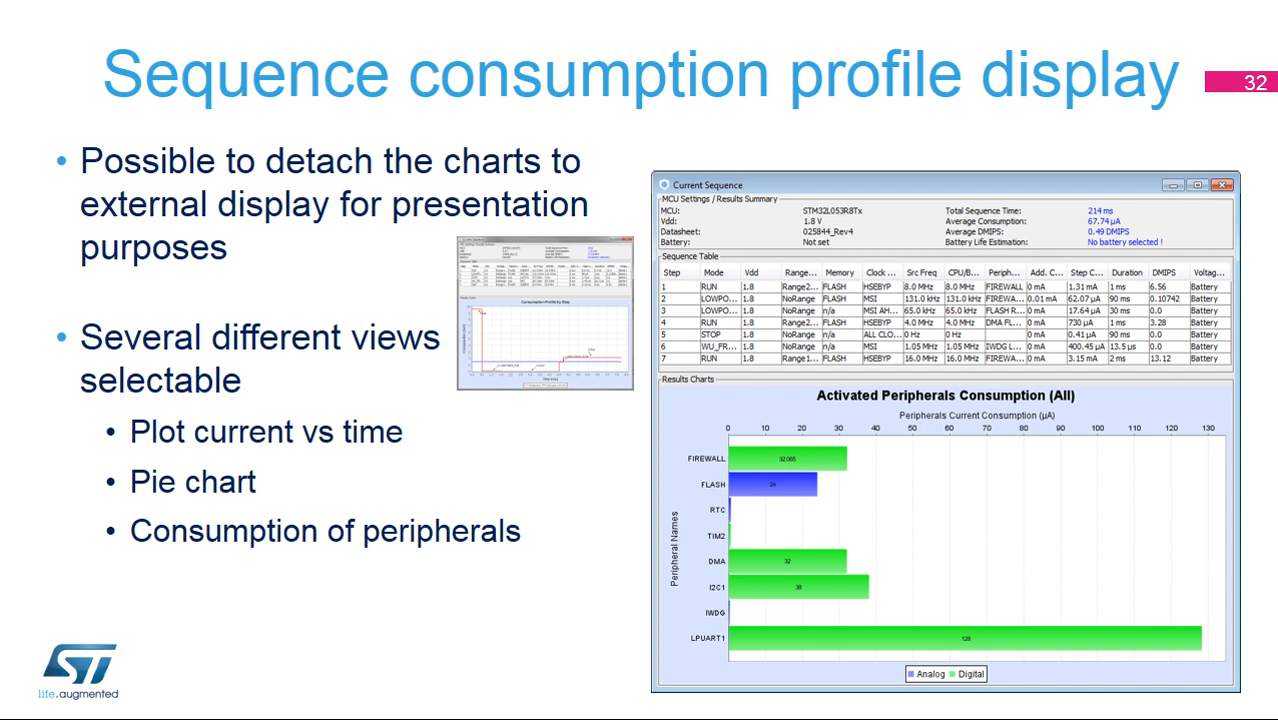 Sequence consumption profile display
32
• Possible to detach the charts to
external display for presentation
purposes
• Several different views
selectable
• Plot current vs time
• Pie chart
• Consumption of peripherals
life.augmented
Current Sequence
MCU Settings / Results Summary
MCU: STM32L053R8Tx Total Sequence Time: 214 ms
Vdd: 1.8 V Average Consumption: 67.74 µA
Datasheet: 025844_Rev4 Average DMIPS: 0.49 DMIPS
Battery: Not set Battery Life Estimation: No battery selected !
Sequence Table
Step Mode Vdd Range... Memory Clock ... Src Freq CPU/B... Periph... Add. C... Step C... Duration DMIPS Voltag...
1 RUN 1.8 Range2... FLASH HSEBYP 8.0 MHz 8.0 MHz FIREWALL 0 mA 1.31 mA 1 ms 6.56 Battery
2 LOWPO... 1.8 NoRange FLASH MSI 131.0 kHz 131.0 kHz FIREWA... 0.01 mA 62.07 µA 90 ms 0.10742 Battery
3 LOWPO... 1.8 NoRange n/a MSI AH... 65.0 kHz 65.0 kHz FLASH R... 0 mA 17.64 µA 30 ms 0.0 Battery
4 RUN 1.8 Range2... FLASH HSEBYP 4.0 MHz 4.0 MHz DMA FL... 0 mA 730 µA 1 ms 3.28 Battery
5 STOP 1.8 NoRange n/a ALL CLO... 0 Hz 0 Hz 0 mA 0.41 µA 90 ms 0.0 Battery
6 WU_FR... 1.8 NoRange n/a MSI 1.05 MHz 1.05 MHz IWDG L... 0 mA 400.45 µA 13.5 µs 0.0 Battery
7 RUN 1.8 Range1... FLASH HSEBYP 16.0 MHz 16.0 MHz FIREWA... 0 mA 3.15 mA 2 ms 13.12 Battery
Results Charts
Activated Peripherals Consumption (All)
Peripherals Current Consumption (µA)
0 10 20 30 40 50 60 70 80 90 100 110 120 130
Peripheral Names
FIREWALL 32.065
FLASH 24
RTC
TIM2
DMA 32
I2C1 38
IWDG
LPUART1 128
Analog Digital
Consumption Profile by Step